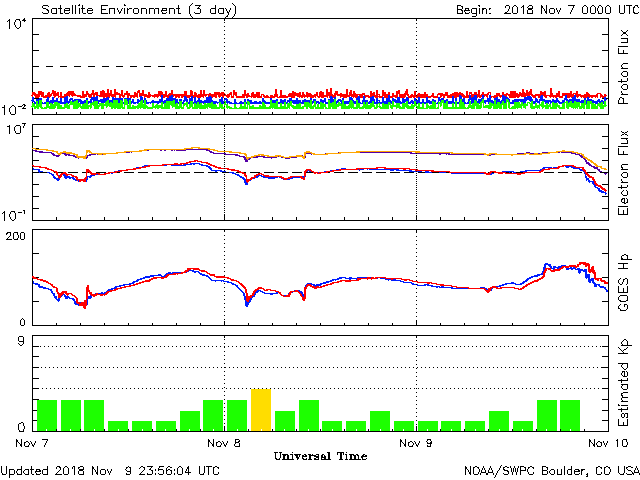 Satellite Environment (3 day) Begin: 2018 Nov 7 0000 UTC
10^4
10^-2
Proton Flux
10^7
10^-1
Electron Flux
200
0
GOES Hp
9
0
Estimated Kp
Nov 7 Nov 8 Nov 9 Nov 10
Universal Time
Updated 2018 Nov 9 23:56:04 UTC NOAA/SWPC Boulder, CO USA